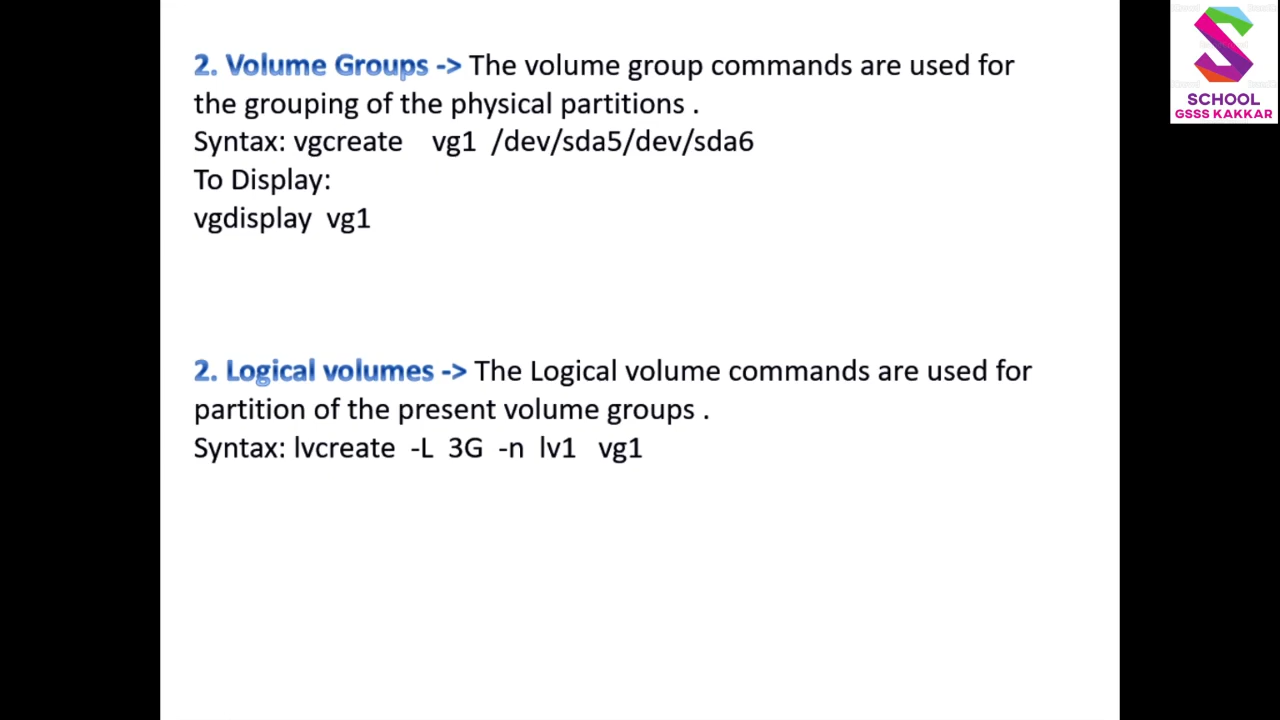 2. Volume Groups -> The volume group commands are used for
the grouping of the physical partitions .
Syntax: vgcreate vg1 /dev/sda5/dev/sda6
To Display:
vgdisplay vg1
2. Logical volumes -> The Logical volume commands are used for
partition of the present volume groups .
Syntax: lvcreate -L 3G -n lv1 vg1
SCHOOL
GSSS KAKKAR